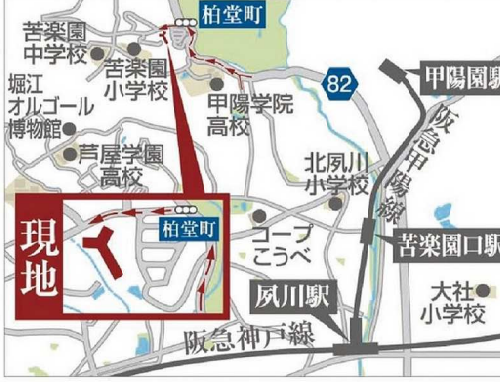 柏堂町
苦楽園
中学校
苦楽園
小学校
82
甲陽園駅
堀江
オルゴール
博物館
甲陽学院
高校
阪急甲陽線
芦屋学園
高校
北夙川
小学校
現地
柏堂町
コープ
こうべ
苦楽園口駅
夙川駅
大社
小学校
阪急神戸線